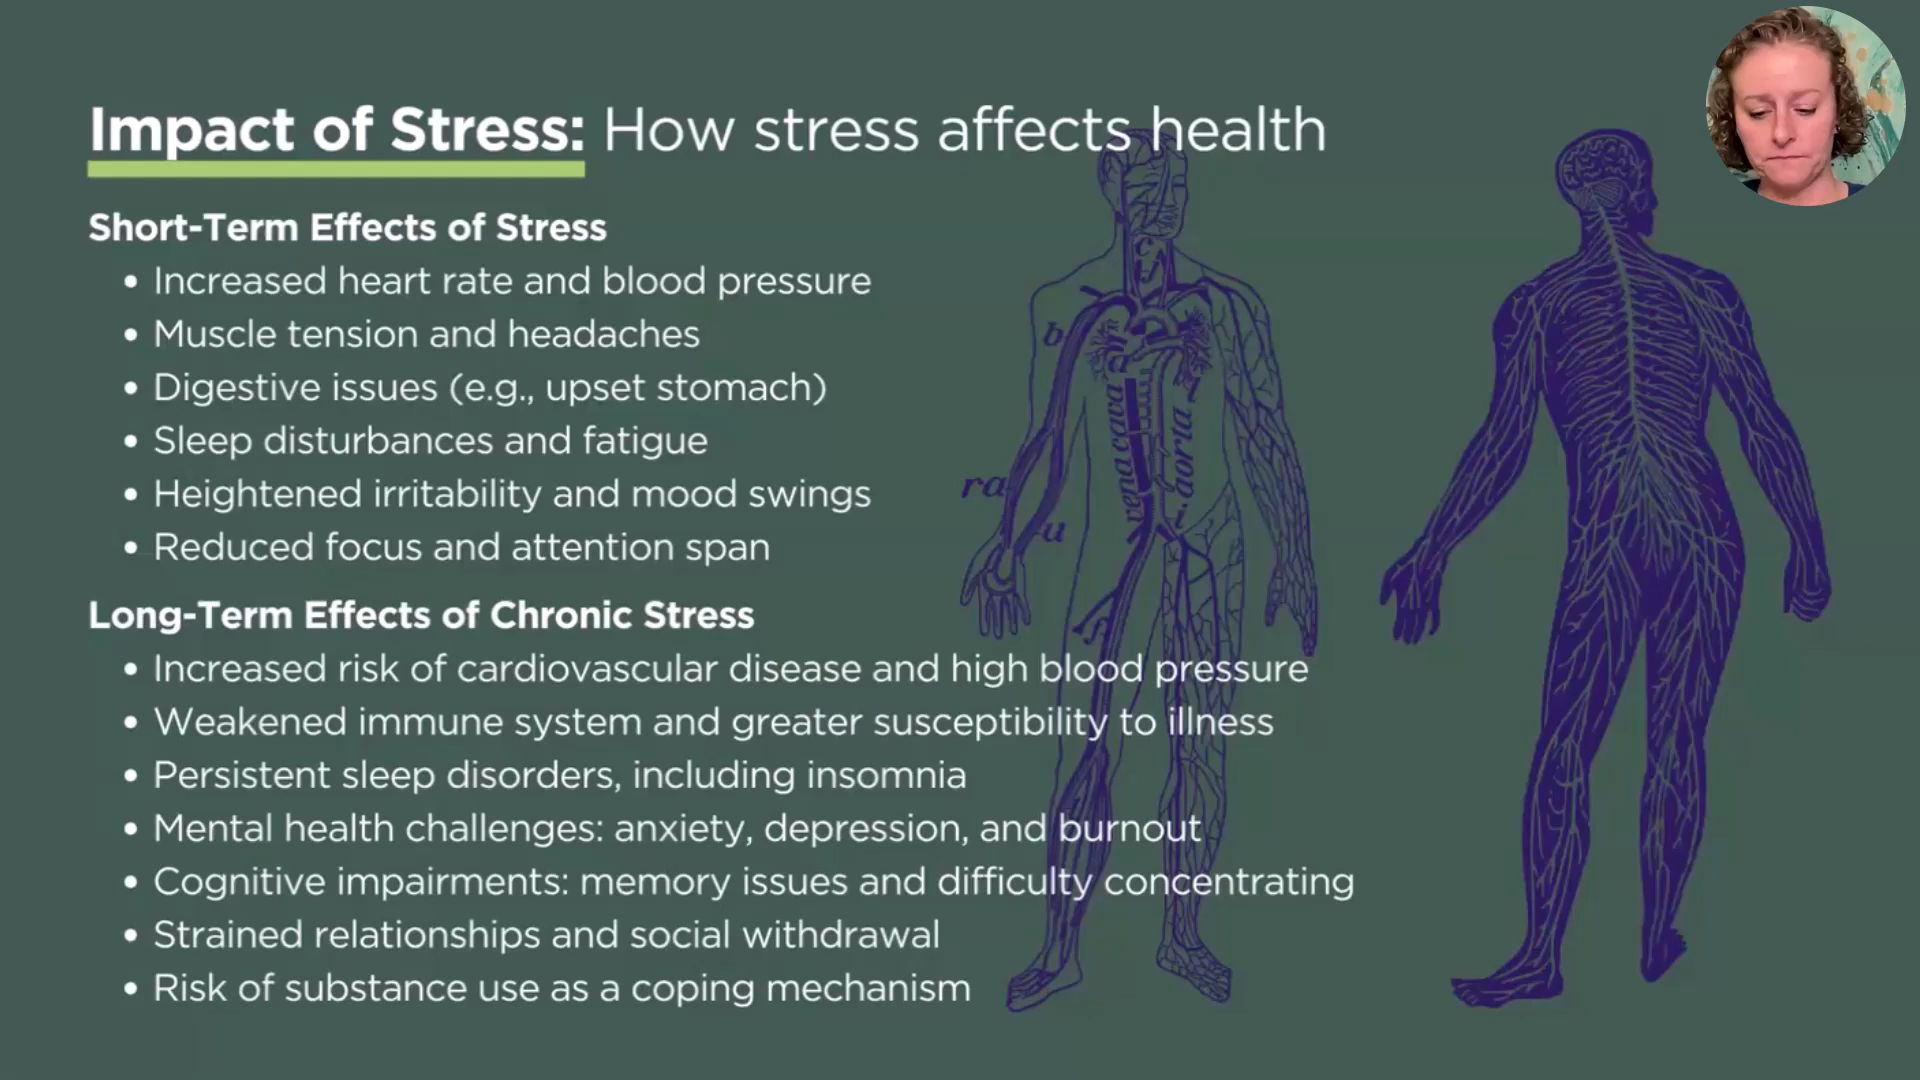 Impact of Stress: How stress affects health
Short-Term Effects of Stress
• Increased heart rate and blood pressure
• Muscle tension and headaches
• Digestive issues (e.g., upset stomach)
• Sleep disturbances and fatigue
• Heightened irritability and mood swings
• Reduced focus and attention span
Long-Term Effects of Chronic Stress
• Increased risk of cardiovascular disease and high blood pressure
• Weakened immune system and greater susceptibility to illness
• Persistent sleep disorders, including insomnia
• Mental health challenges: anxiety, depression, and burnout
• Cognitive impairments: memory issues and difficulty concentrating
• Strained relationships and social withdrawal
• Risk of substance use as a coping mechanism
c
j
b
a
l
vena cava
aorta
ra
u
i